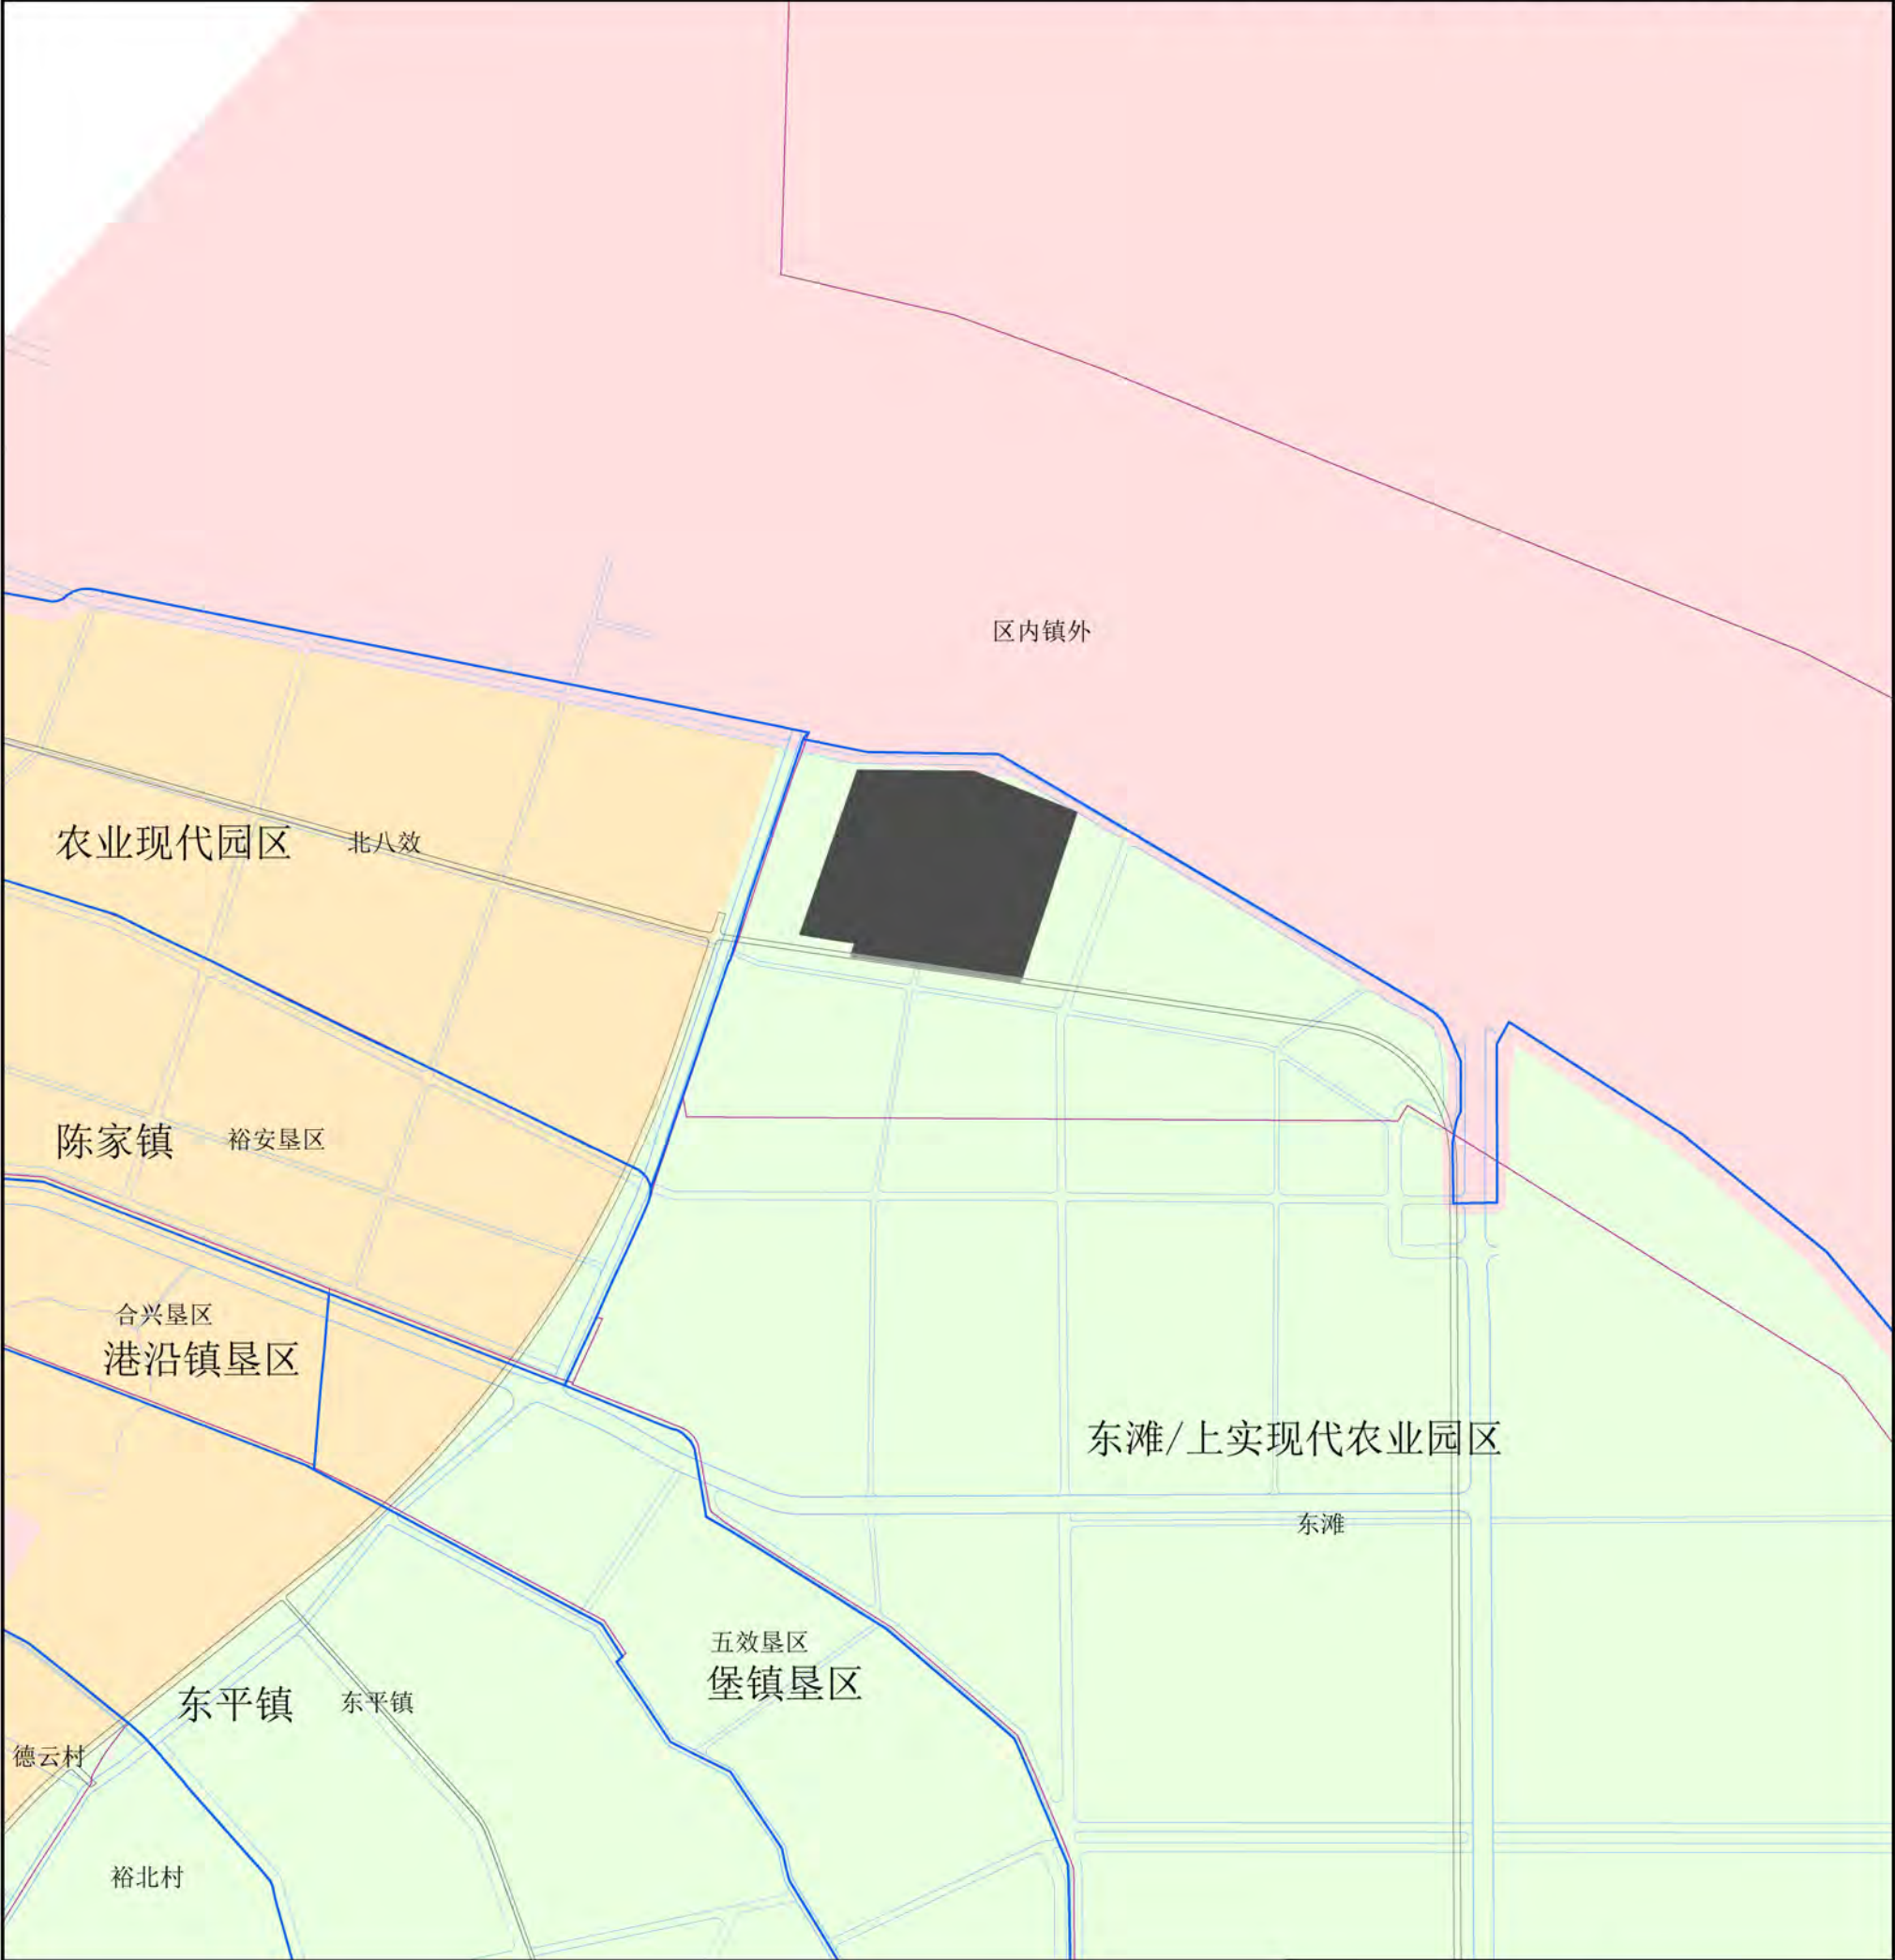 区内镇外
农业现代园区
北八效
陈家镇
裕安垦区
合兴垦区
港沿镇垦区
东滩/上实现代农业园区
东滩
五效垦区
堡镇垦区
东平镇
东平镇
德云村
裕北村